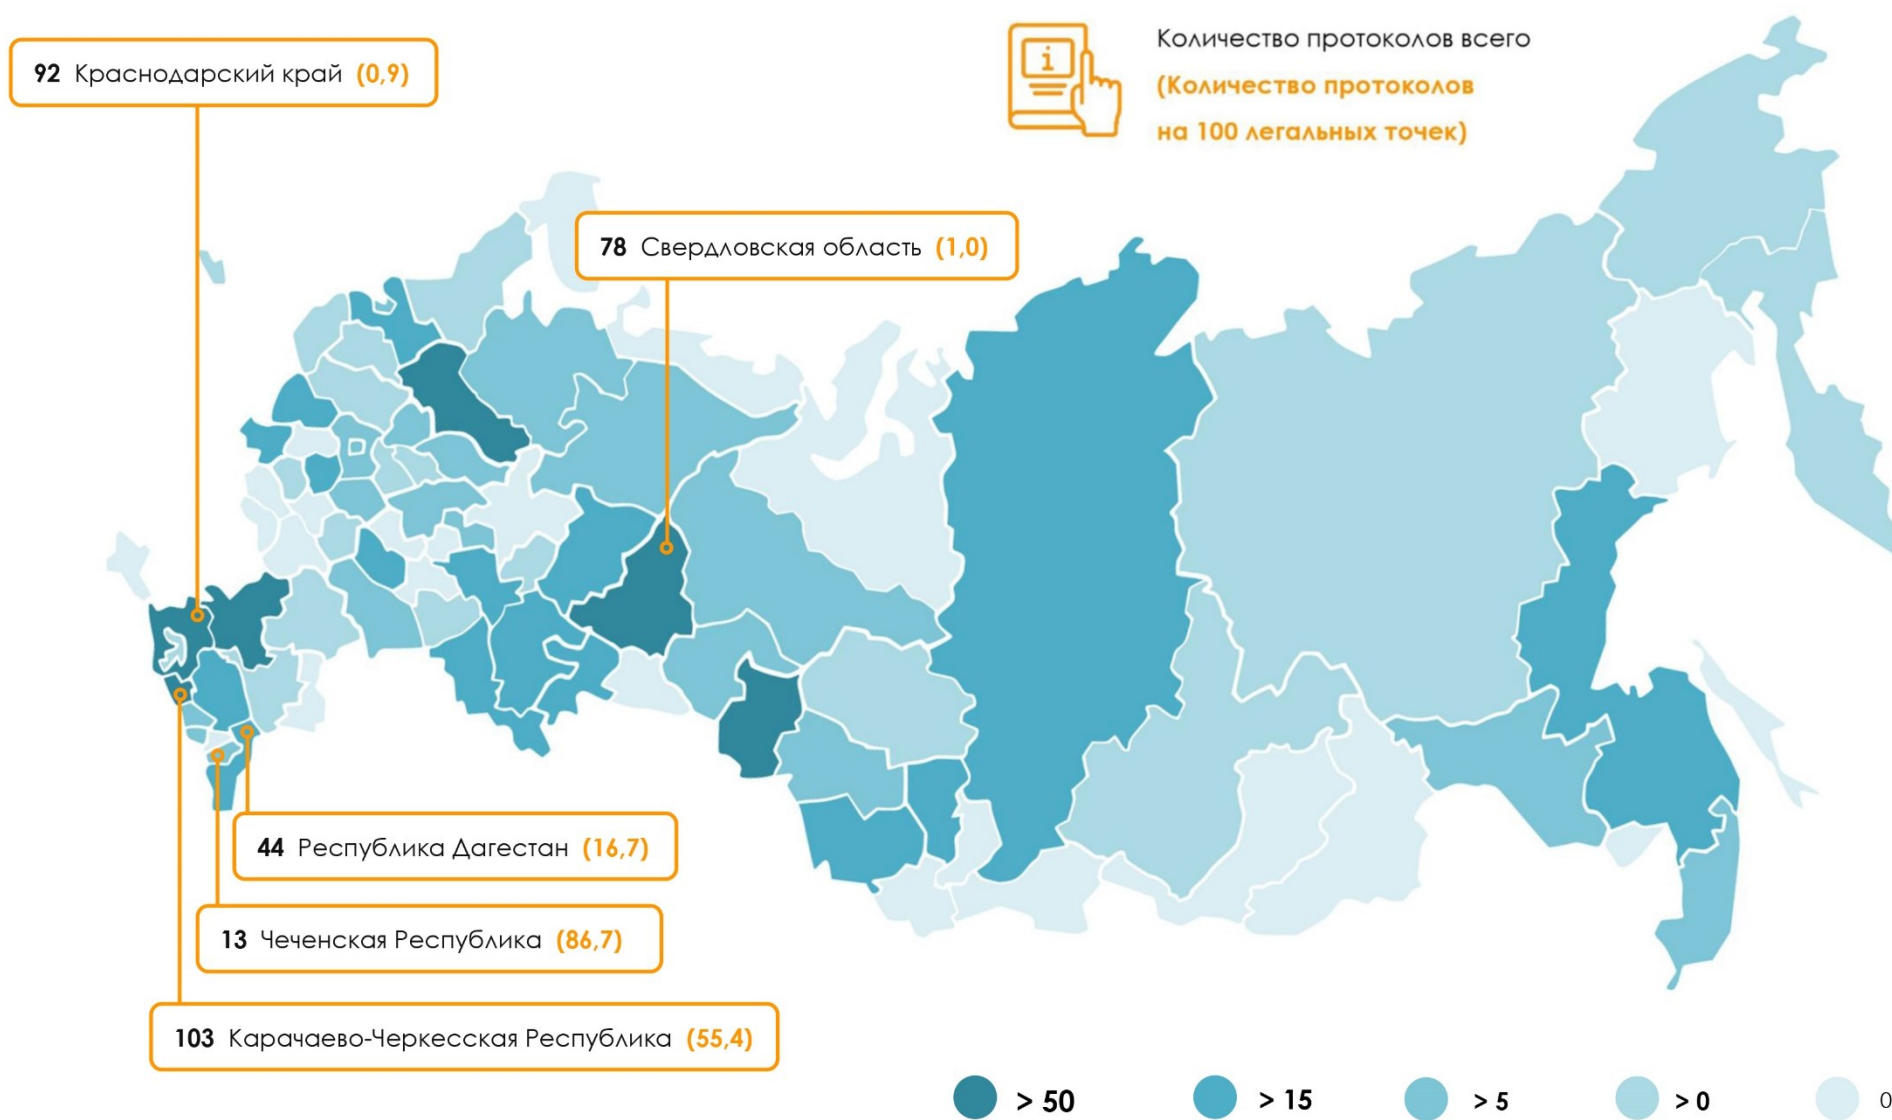 Количество протоколов всего
(Количество протоколов
на 100 легальных точек)
92 Краснодарский край (0,9)
78 Свердловская область (1,0)
44 Республика Дагестан (16,7)
13 Чеченская Республика (86,7)
103 Карачаево-Черкесская Республика (55,4)
> 50 > 15 > 5 > 0 0